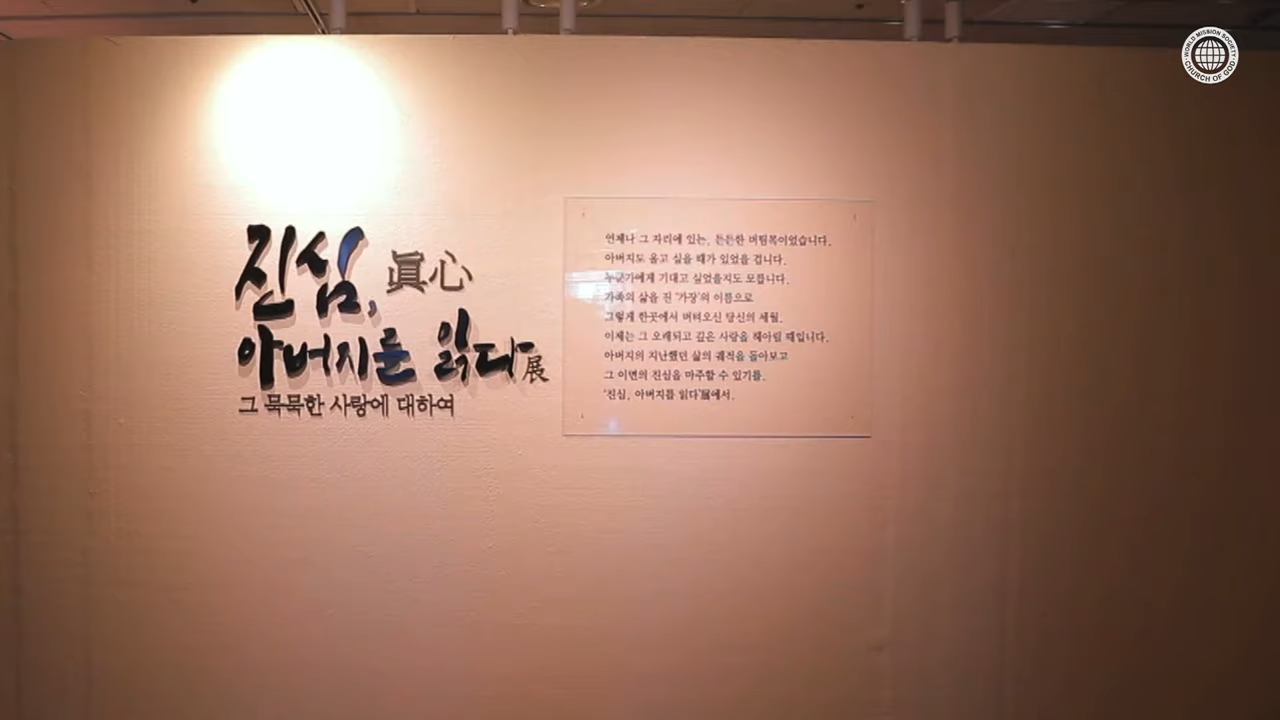 진심, 眞心
아버지를 읽다展
그 묵묵한 사랑에 대하여
언제나 그 자리에 있는, 든든한 버팀목이었습니다.
아버지도 울고 싶을 때가 있었을 겁니다.
누군가에게 기대고 싶었을지도 모릅니다.
가족의 삶을 진 '가장'의 이름으로
그렇게 한곳에서 버텨오신 당신의 세월.
이제는 그 오래되고 깊은 사랑을 헤아릴 때입니다.
아버지의 지난했던 삶의 궤적을 돌아보고
그 이면의 진심을 마주할 수 있기를.
'진심, 아버지를 읽다'展에서.
WORLD MISSION SOCIETY
CHURCH OF GOD